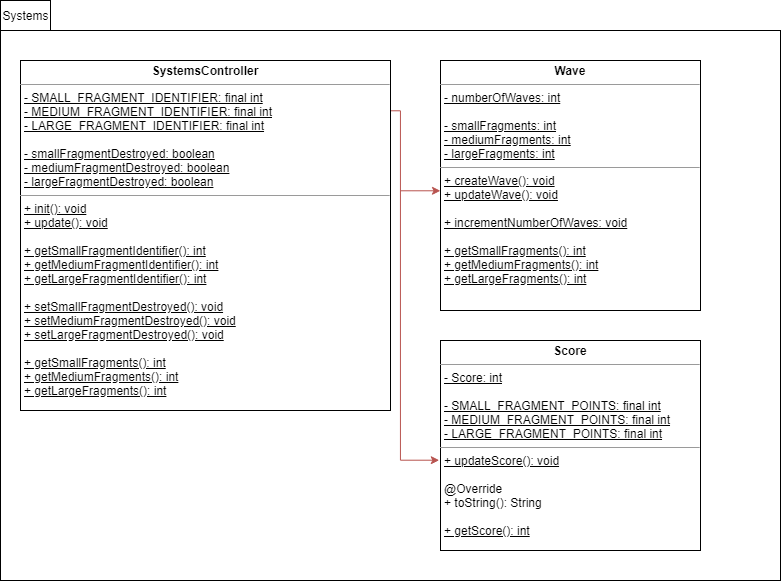 Systems
SystemsController
- SMALL_FRAGMENT_IDENTIFIER: final int
- MEDIUM_FRAGMENT_IDENTIFIER: final int
- LARGE_FRAGMENT_IDENTIFIER: final int
- smallFragmentDestroyed: boolean
- mediumFragmentDestroyed: boolean
- largeFragmentDestroyed: boolean
+ init(): void
+ update(): void
+ getSmallFragmentIdentifier(): int
+ getMediumFragmentIdentifier(): int
+ getLargeFragmentIdentifier(): int
+ setSmallFragmentDestroyed(): void
+ setMediumFragmentDestroyed(): void
+ setLargeFragmentDestroyed(): void
+ getSmallFragments(): int
+ getMediumFragments(): int
+ getLargeFragments(): int
Wave
- numberOfWaves: int
- smallFragments: int
- mediumFragments: int
- largeFragments: int
+ createWave(): void
+ updateWave(): void
+ incrementNumberOfWaves: void
+ getSmallFragments(): int
+ getMediumFragments(): int
+ getLargeFragments(): int
Score
- Score: int
- SMALL_FRAGMENT_POINTS: final int
- MEDIUM_FRAGMENT_POINTS: final int
- LARGE_FRAGMENT_POINTS: final int
+ updateScore(): void
@Override
+ toString(): String
+ getScore(): int